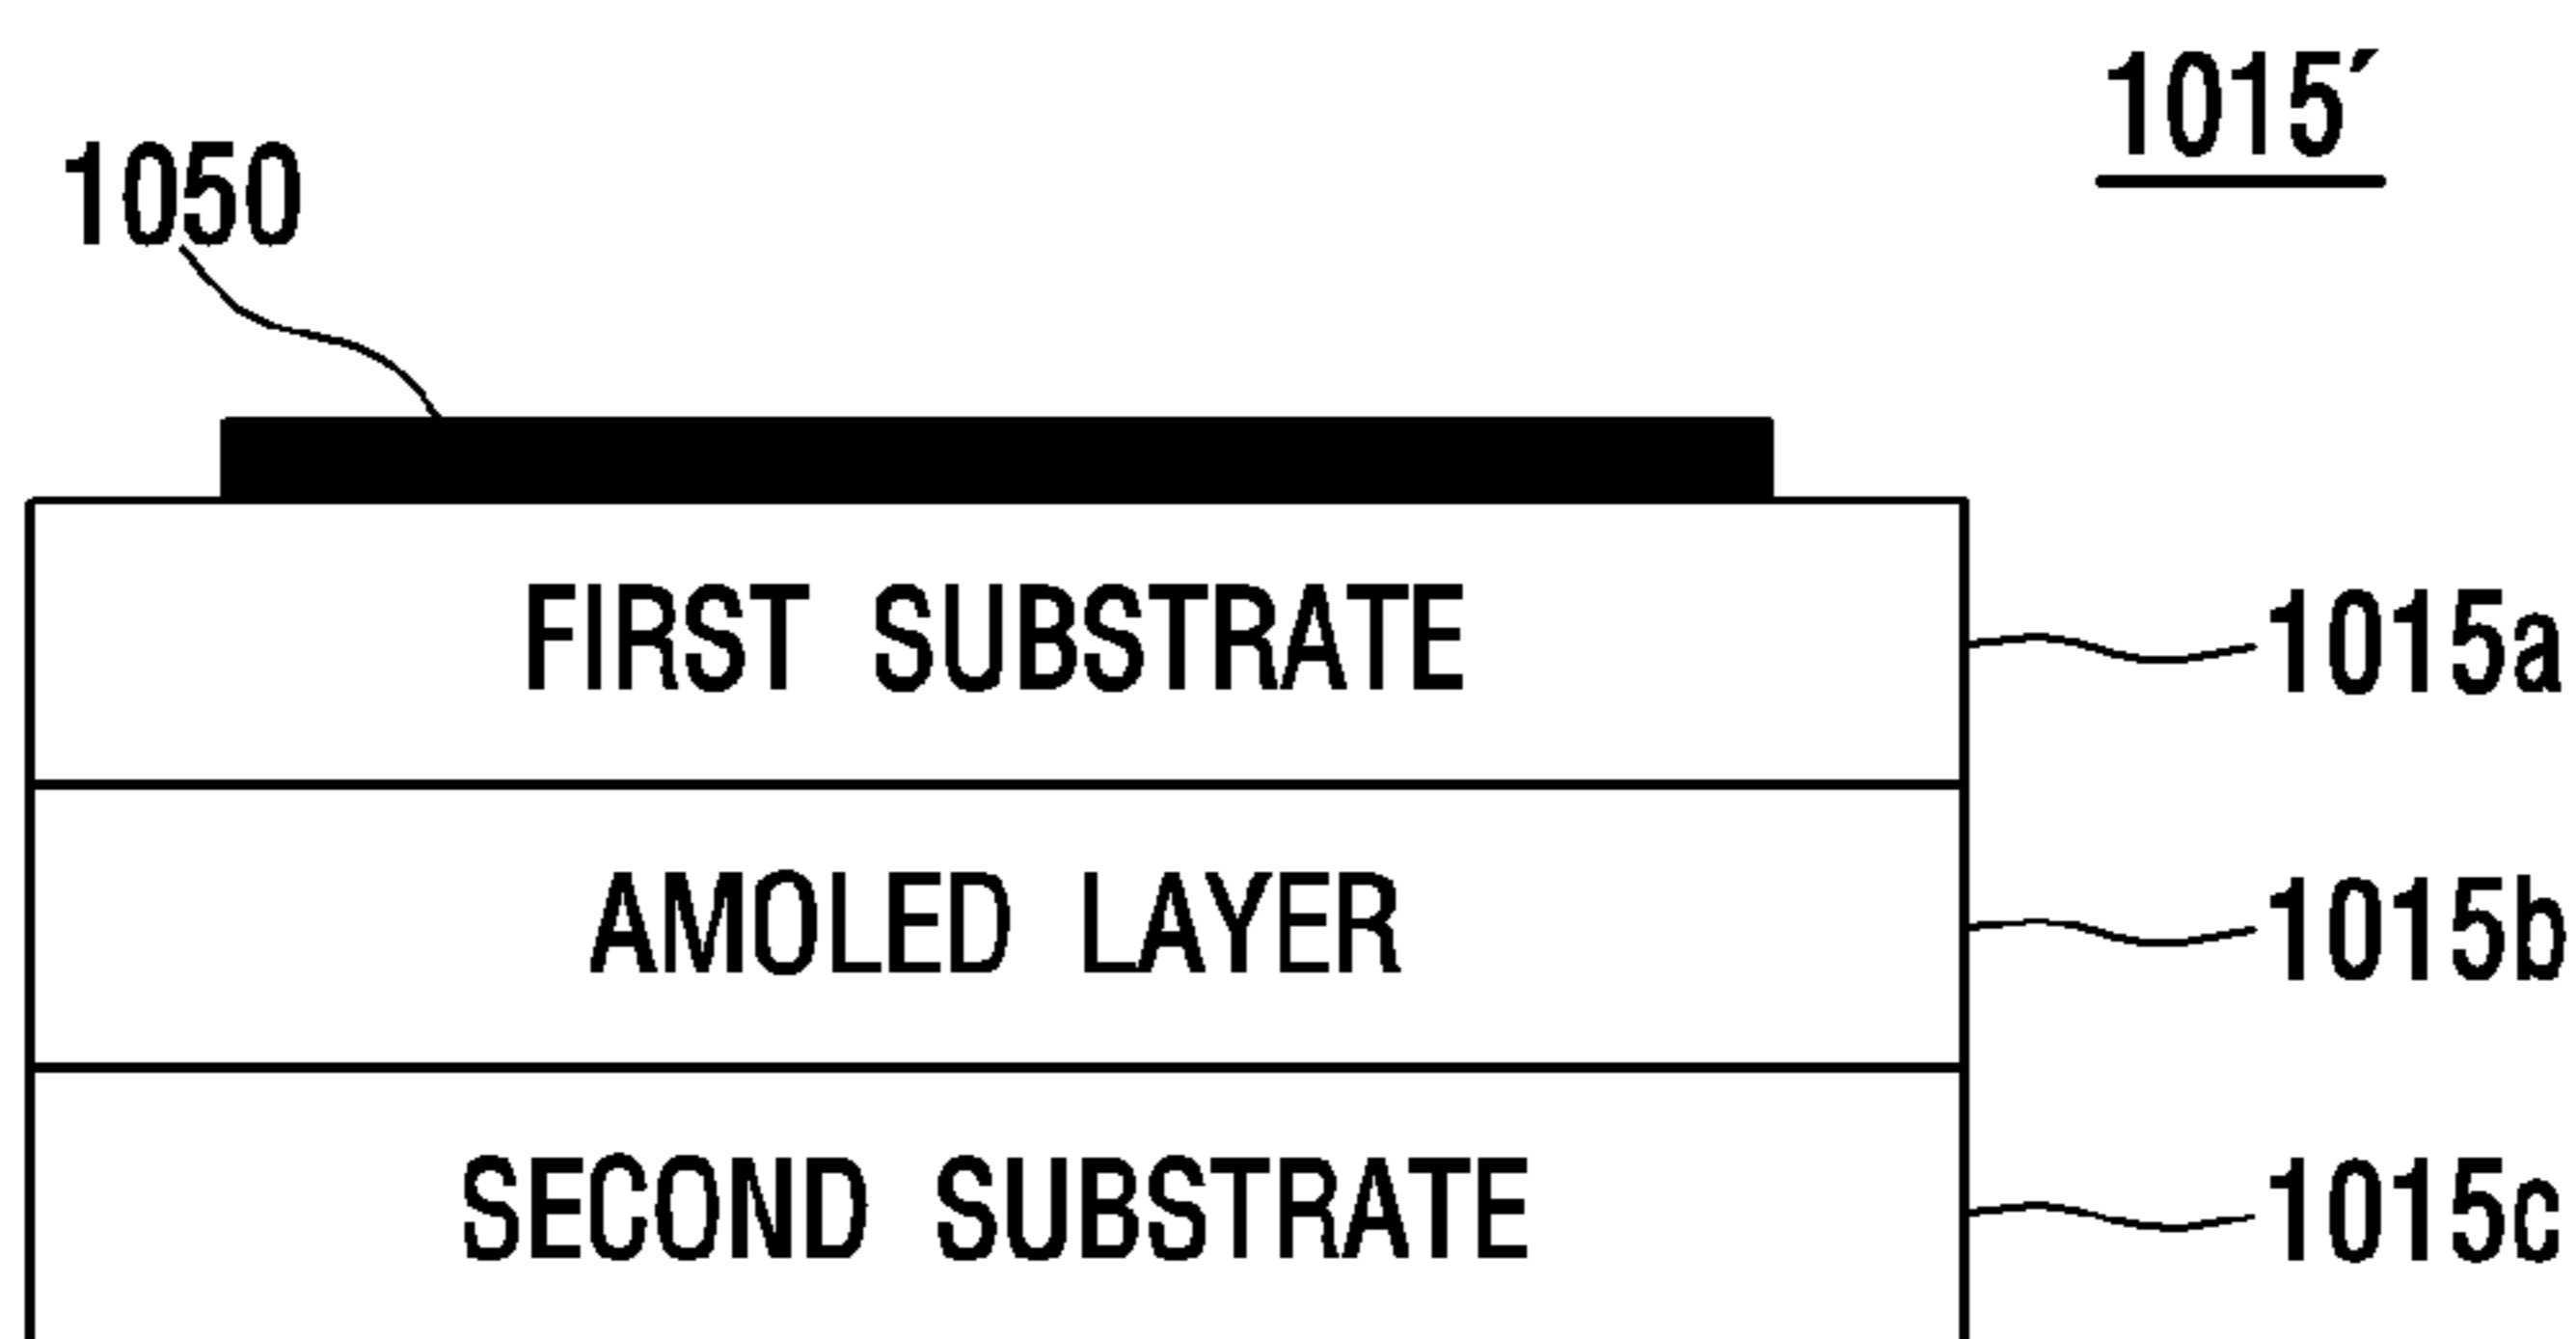 1015′
1050
FIRST SUBSTRATE
1015a
AMOLED LAYER
1015b
SECOND SUBSTRATE
1015c